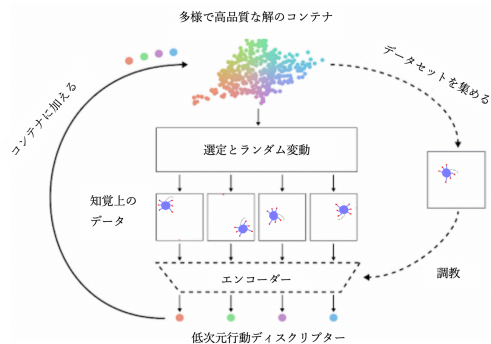 多様で高品質な解のコンテナ
コンテナに加える
データセットを集める
選定とランダム変動
知覚上の
データ
エンコーダー
調教
低次元行動ディスクリプター